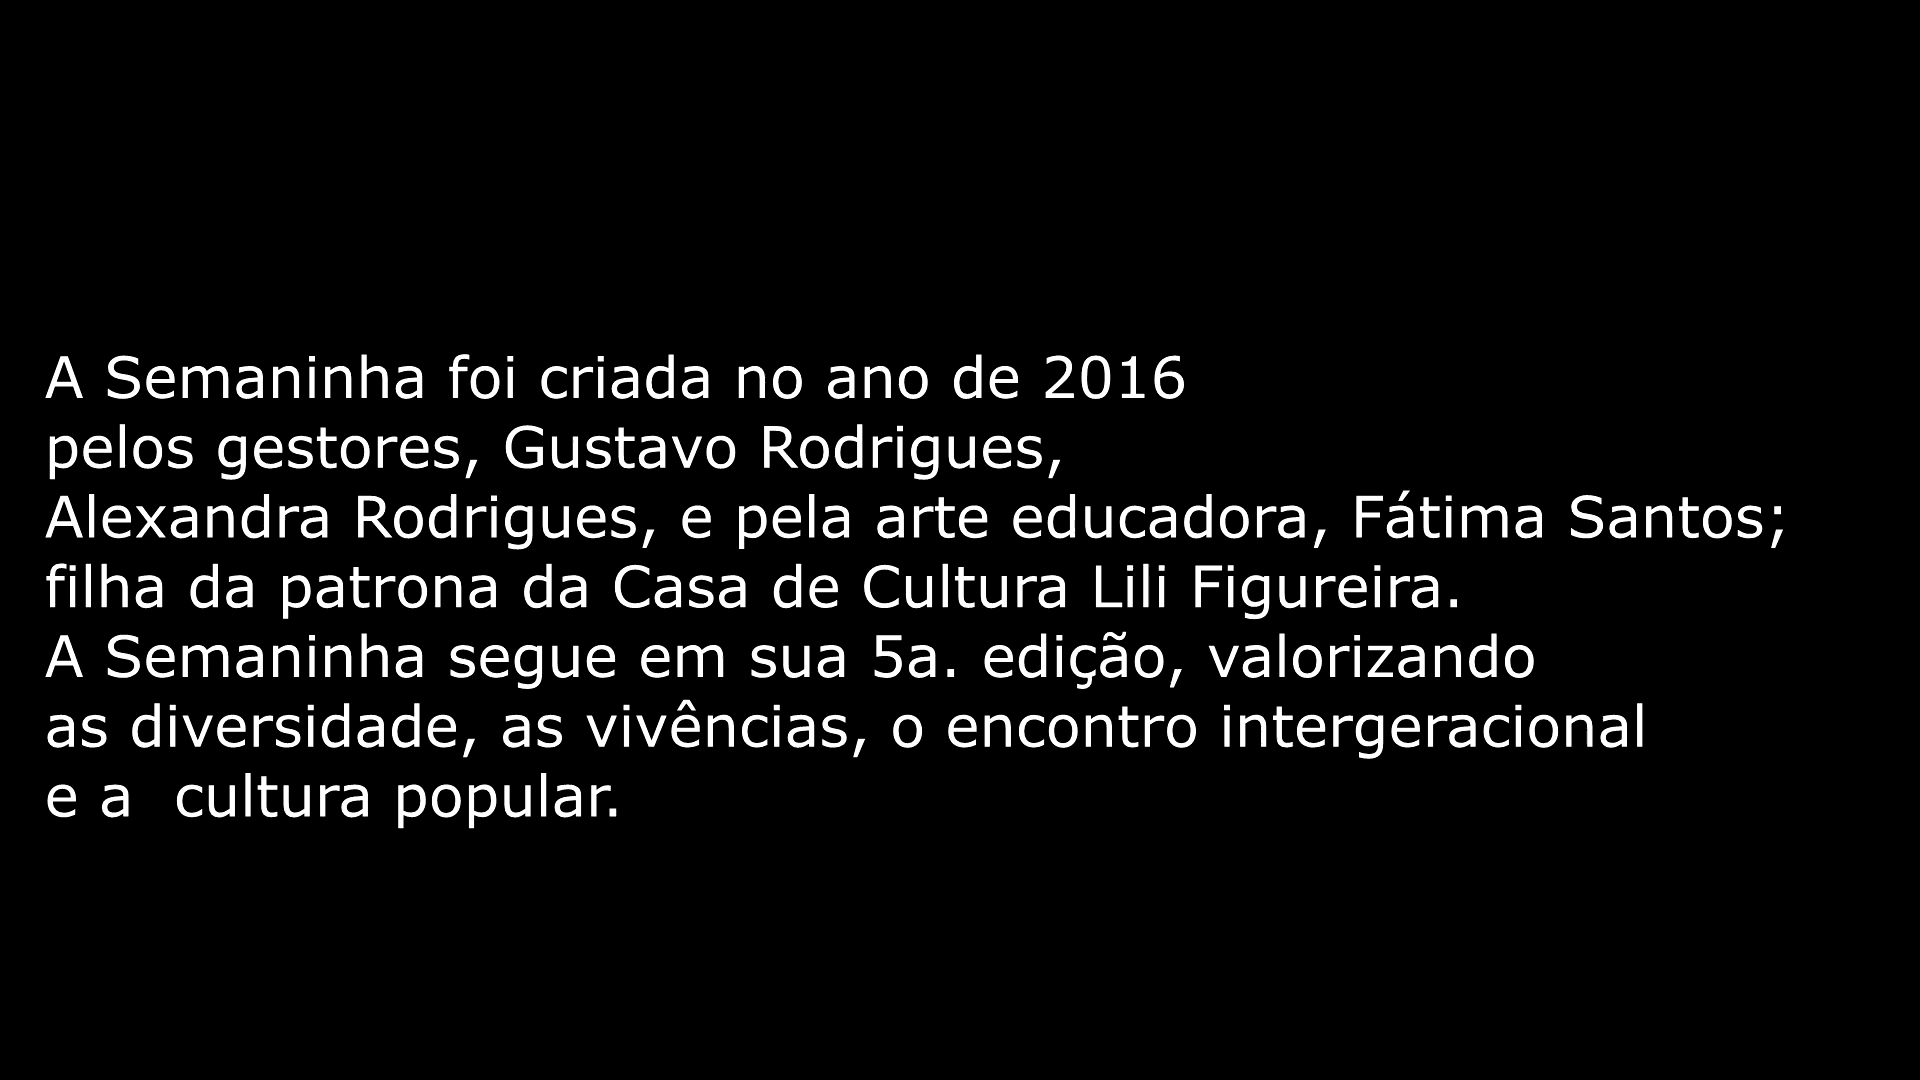 A Semaninha foi criada no ano de 2016
pelos gestores, Gustavo Rodrigues,
Alexandra Rodrigues, e pela arte educadora, Fátima Santos;
filha da patrona da Casa de Cultura Lili Figureira.
A Semaninha segue em sua 5a. edição, valorizando
as diversidade, as vivências, o encontro intergeracional
e a  cultura popular.